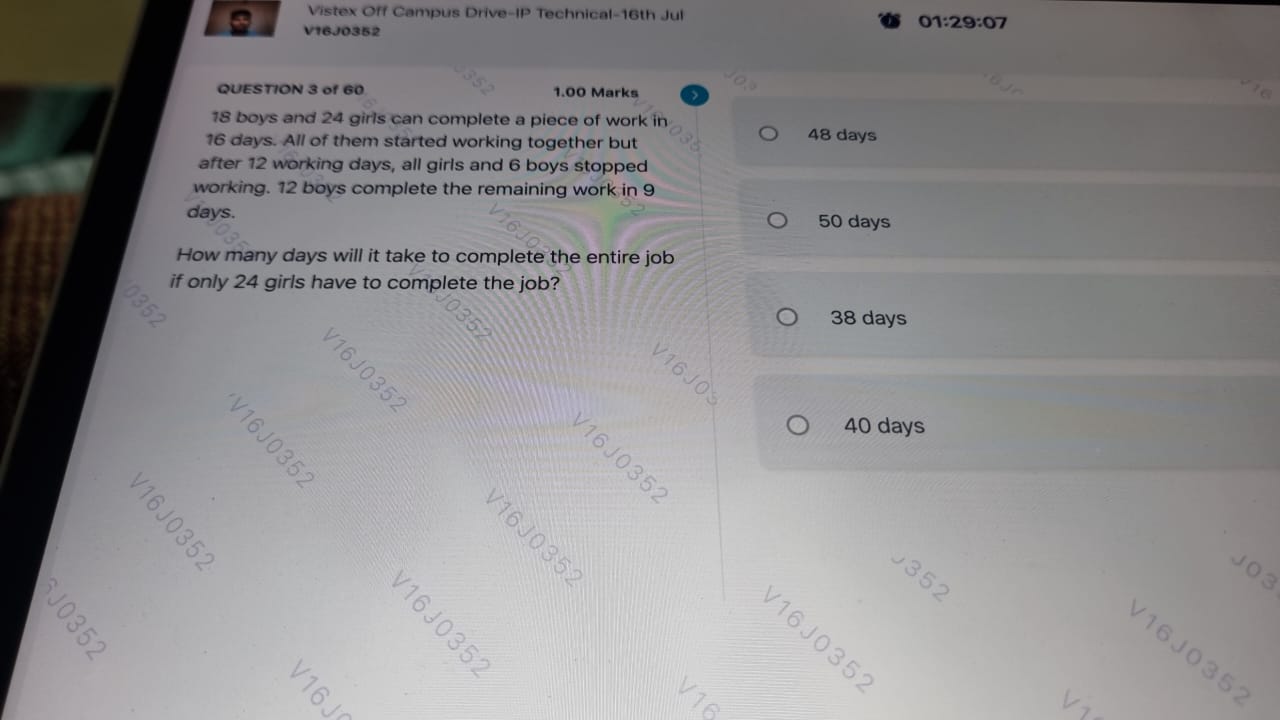 Vistex Off Campus Drive-IP Technical-16th Jul
V16J0352
01:29:07
QUESTION 3 of 60
1.00 Marks
18 boys and 24 girls can complete a piece of work in
16 days. All of them started working together but
after 12 working days, all girls and 6 boys stopped
working. 12 boys complete the remaining work in 9
days.
How many days will it take to complete the entire job
if only 24 girls have to complete the job?
48 days
50 days
38 days
40 days
V16J0352
V16J0352
V16J0352
V16J0352
V16J0352
V16J0352
V16J0352
V16J0352
V16J0352